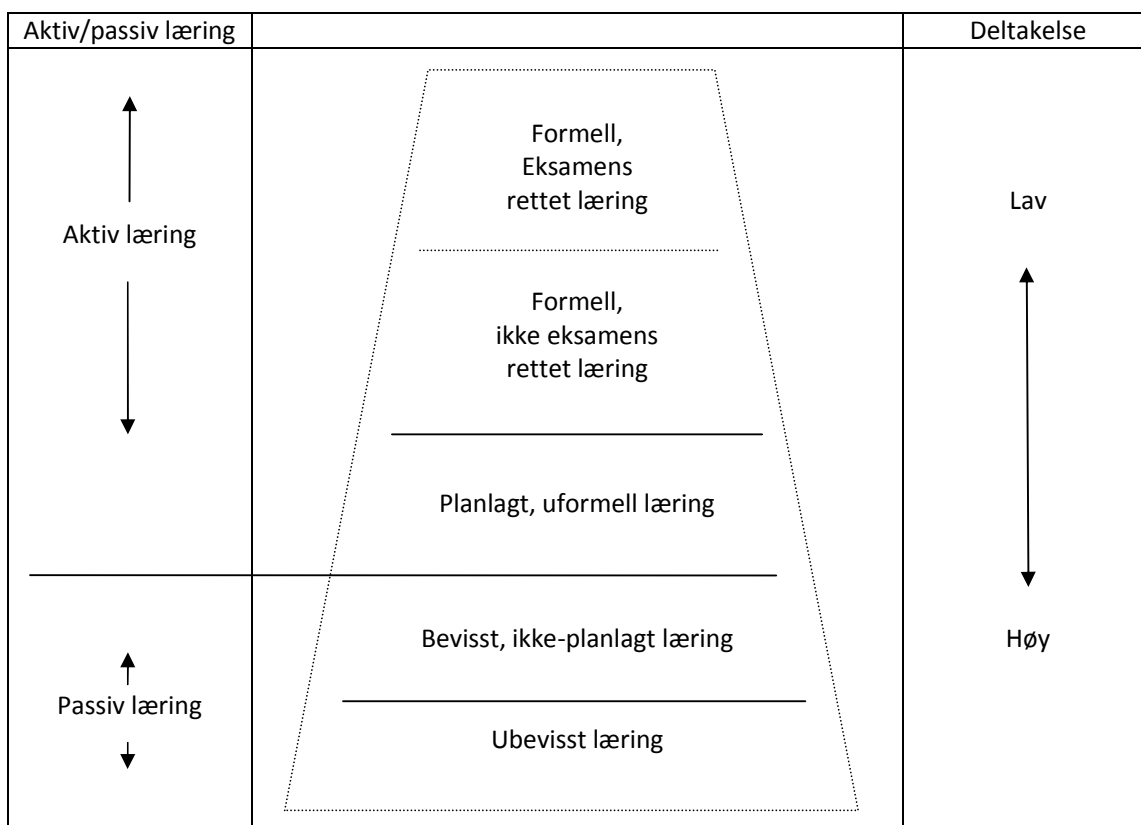 Aktiv/passiv læring
Deltakelse
Formell,
Eksamens
rettet læring
Aktiv læring
Lav
Formell,
ikke eksamens
rettet læring
Planlagt, uformell læring
Bevisst, ikke-planlagt læring
Høy
Passiv læring
Ubevisst læring